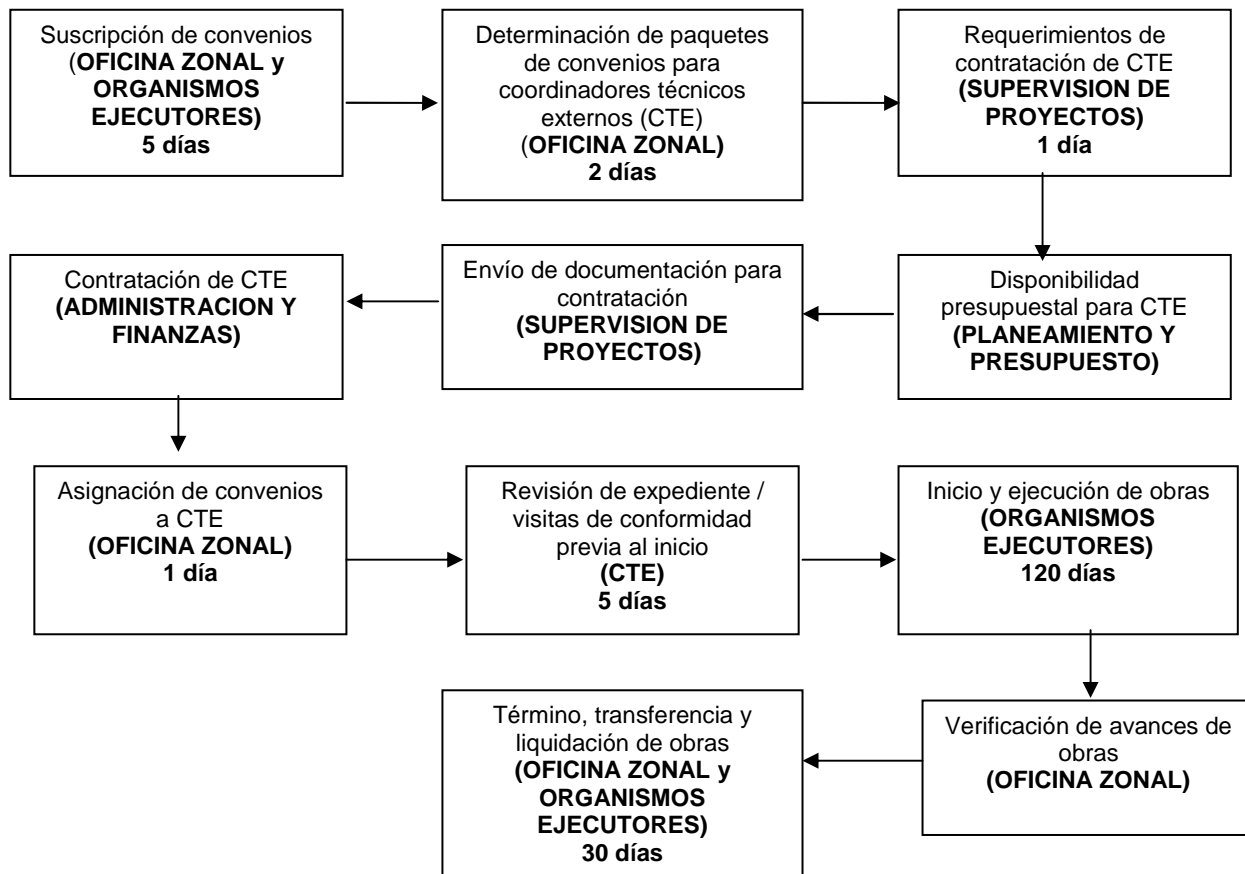 Suscripción de convenios
(OFICINA ZONAL y
ORGANISMOS
EJECUTORES)
5 días
Determinación de paquetes
de convenios para
coordinadores técnicos
externos (CTE)
(OFICINA ZONAL)
2 días
Requerimientos de
contratación de CTE
(SUPERVISION DE
PROYECTOS)
1 día
Disponibilidad
presupuestal para CTE
(PLANEAMIENTO Y
PRESUPUESTO)
Envío de documentación para
contratación
(SUPERVISION DE
PROYECTOS)
Contratación de CTE
(ADMINISTRACION Y
FINANZAS)
Asignación de convenios
a CTE
(OFICINA ZONAL)
1 día
Revisión de expediente /
visitas de conformidad
previa al inicio
(CTE)
5 días
Inicio y ejecución de obras
(ORGANISMOS
EJECUTORES)
120 días
Verificación de avances de
obras
(OFICINA ZONAL)
Término, transferencia y
liquidación de obras
(OFICINA ZONAL y
ORGANISMOS
EJECUTORES)
30 días